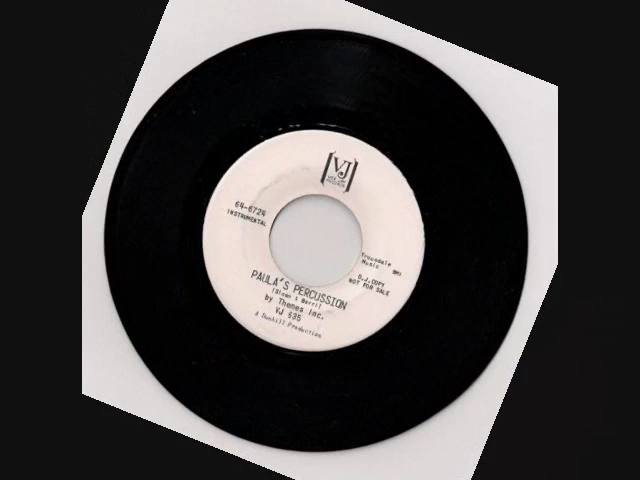 VJ
64-6724
INSTRUMENTAL
Trousdale
Music BMI
D.J. COPY
NOT FOR SALE
PAULA'S PERCUSSION
(Sloan & Barri)
by Themes Inc.
VJ 635
A Dunhill Production